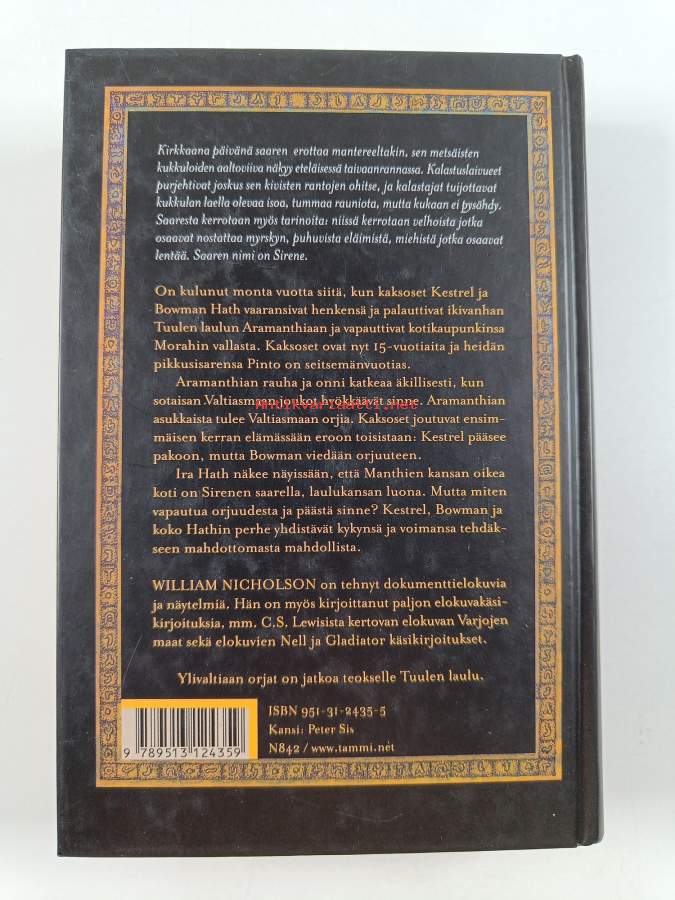 Kirkkaana päivänä saaren erottaa mantereeltakin, sen metsäisten
kukkuloiden aaltoviiva näkyy eteläisessä taivaanrannassa. Kalastuslaivueet
purjehtivat joskus sen kivisten rantojen ohitse, ja kalastajat tuijottavat
kukkulan laella olevaa isoa, tummaa rauniota, mutta kukaan ei pysähdy.
Saaresta kerrotaan myös tarinoita: niissä kerrotaan velhoista jotka
osaavat nostattaa myrskyn, puhuvista eläimistä, miehistä jotka osaavat
lentää. Saaren nimi on Sirene.
On kulunut monta vuotta siitä, kun kaksoset Kestrel ja
Bowman Hath vaaransivat henkensä ja palauttivat ikivanhan
Tuulen laulun Aramanthiaan ja vapauttivat kotikaupunkinsa
Morahin vallasta. Kaksoset ovat nyt 15-vuotiaita ja heidän
pikkusisarensa Pinto on seitsemänvuotias.
Aramanthian rauha ja onni katkeaa äkillisesti, kun
sotaisan Valtiasmaan joukot hyökkäävät sinne. Aramanthian
Antikvariaatti.net
asukkaista tulee Valtiasmaan orjia. Kaksoset joutuvat ensim-
mäisen kerran elämässään eroon toisistaan: Kestrel pääsee
pakoon, mutta Bowman viedään orjuuteen.
Ira Hath näkee näyissään, että Manthien kansan oikea
koti on Sirenen saarella, laulukansan luona. Mutta miten
vapautua orjuudesta ja päästä sinne? Kestrel, Bowman ja
koko Hathin perhe yhdistävät kykynsä ja voimansa tehdäk-
seen mahdottomasta mahdollista.
WILLIAM NICHOLSON on tehnyt dokumenttielokuvia
ja näytelmiä. Hän on myös kirjoittanut paljon elokuvakäsi-
kirjoituksia, mm. C.S. Lewisista kertovan elokuvan Varjojen
maat sekä elokuvien Nell ja Gladiator käsikirjoitukset.
Ylivaltiaan orjat on jatkoa teokselle Tuulen laulu.
ISBN 951-31-2435-5
Kansi: Peter Sis
N842 / www.tammi.net
9 789513 124359